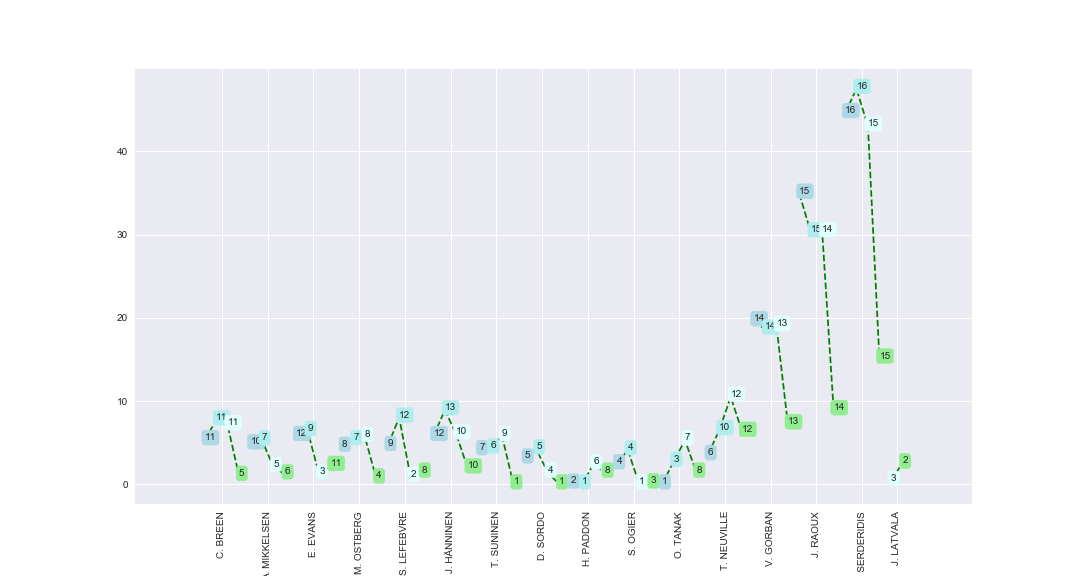 40
30
20
10
0
11 11 11 5
10 7 5 6
12 9 3 11
8 7 8 4
9 12 2 8
12 13 10 10
7 6 9 1
5 5 4 1
2 1 6 8
4 4 1 3
1 3 7 8
6 10 12 12
14 14 13 13
15 15 14 14
16 16 15 15
3 2
C. BREEN
. MIKKELSEN
E. EVANS
M. OSTBERG
S. LEFEBVRE
J. HÄNNINEN
T. SUNINEN
D. SORDO
H. PADDON
S. OGIER
O. TANAK
T. NEUVILLE
V. GORBAN
J. RAOUX
SERDERIDIS
J. LATVALA